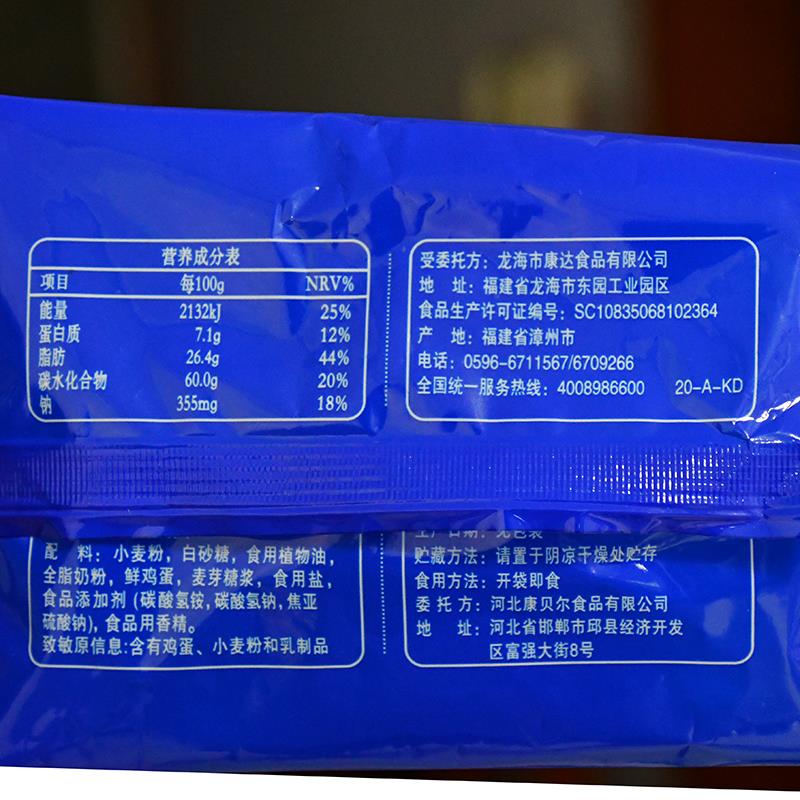 营养成分表
项目 每100g NRV%
能量 2132kJ 25%
蛋白质 7.1g 12%
脂肪 26.4g 44%
碳水化合物 60.0g 20%
钠 355mg 18%
受委托方：龙海市康达食品有限公司
地 址：福建省龙海市东园工业园区
食品生产许可证编号：SC10835068102364
产 地：福建省漳州市
电话：0596-6711567/6709266
全国统一服务热线：4008986600 20-A-KD
配 料：小麦粉，白砂糖，食用植物油，
全脂奶粉，鲜鸡蛋，麦芽糖浆，食用盐，
食品添加剂 (碳酸氢铵,碳酸氢钠,焦亚
硫酸钠)，食品用香精。
致敏原信息:含有鸡蛋、小麦粉和乳制品
贮藏方法：请置于阴凉干燥处贮存
食用方法：开袋即食
委 托 方：河北康贝尔食品有限公司
地 址：河北省邯郸市邱县经济开发
区富强大街8号